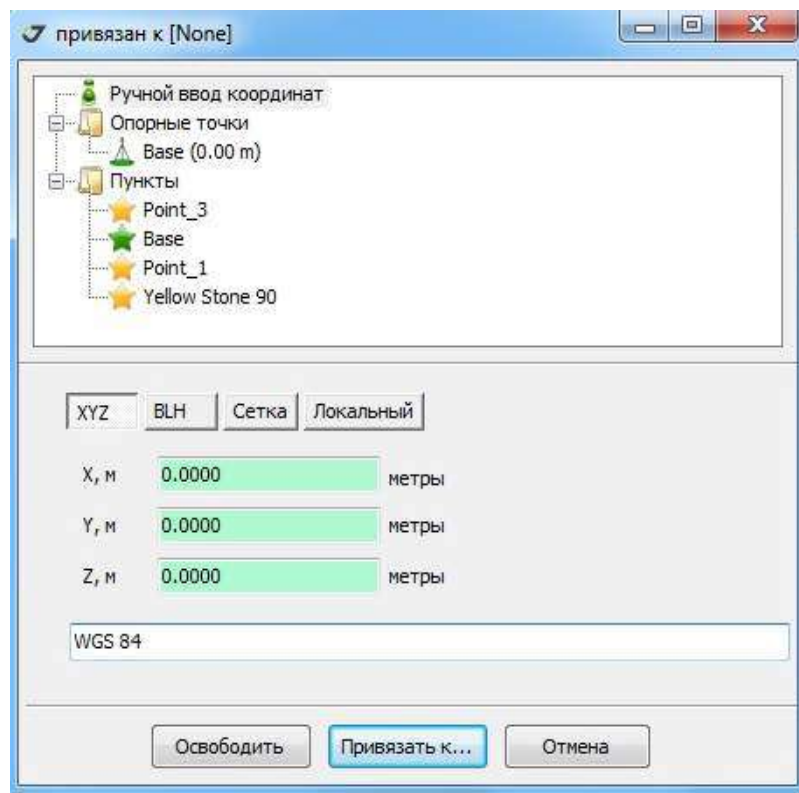 привязан к [None]
Ручной ввод координат
Опорные точки
Base (0.00 m)
Пункты
Point_3
Base
Point_1
Yellow Stone 90
XYZ BLH Сетка Локальный
X, м 0.0000 метры
Y, м 0.0000 метры
Z, м 0.0000 метры
WGS 84
Освободить Привязать к... Отмена